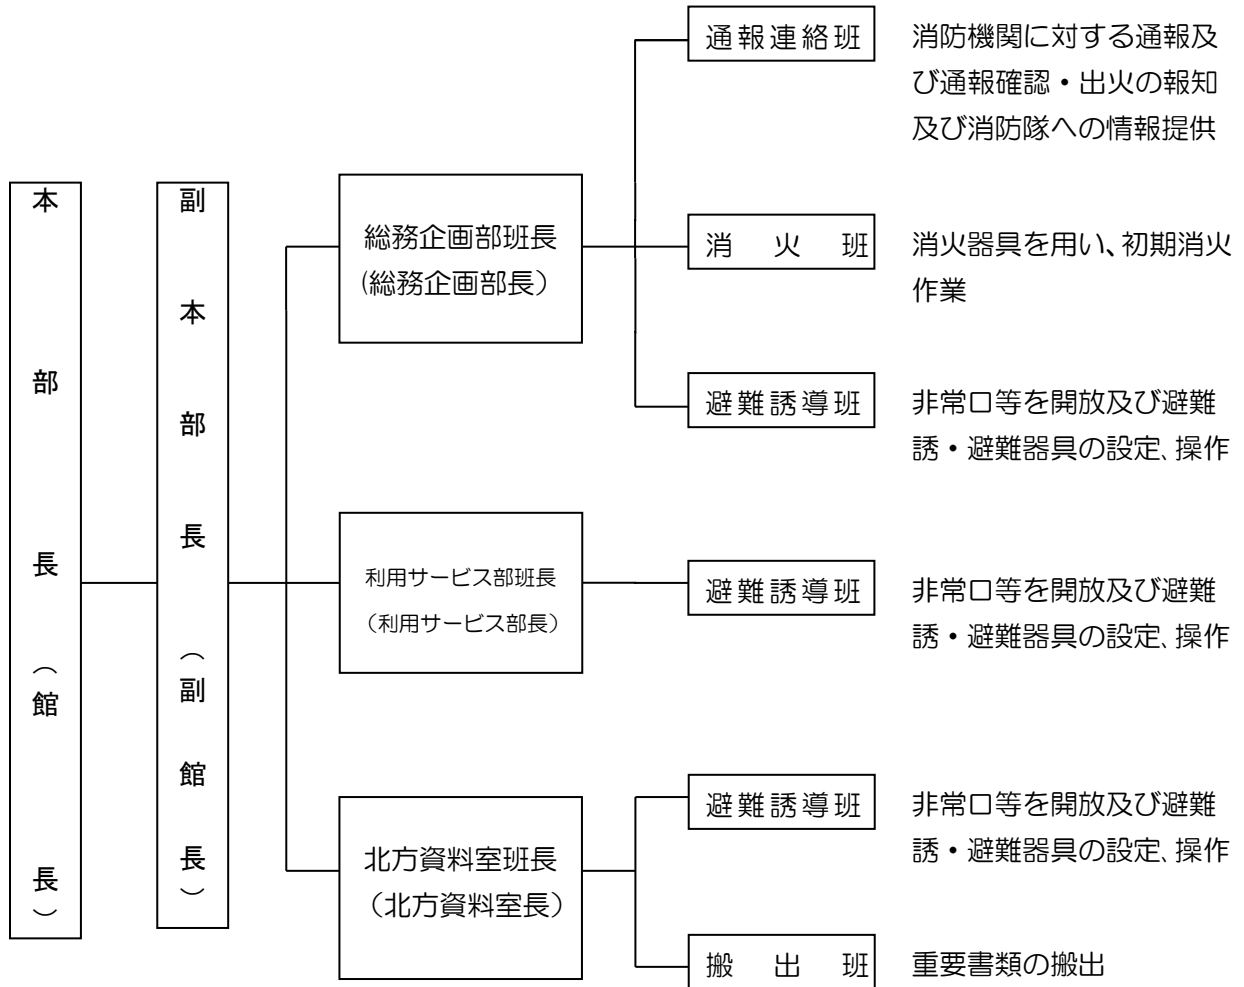 本部長（館長）
副本部長（副館長）
総務企画部班長
(総務企画部長）
通報連絡班
消防機関に対する通報及
び通報確認・出火の報知
及び消防隊への情報提供
消火班
消火器具を用い、初期消火
作業
避難誘導班
非常口等を開放及び避難
誘・避難器具の設定、操作
利用サービス部班長
（利用サービス部長）
避難誘導班
非常口等を開放及び避難
誘・避難器具の設定、操作
北方資料室班長
（北方資料室長）
避難誘導班
非常口等を開放及び避難
誘・避難器具の設定、操作
搬出班
重要書類の搬出